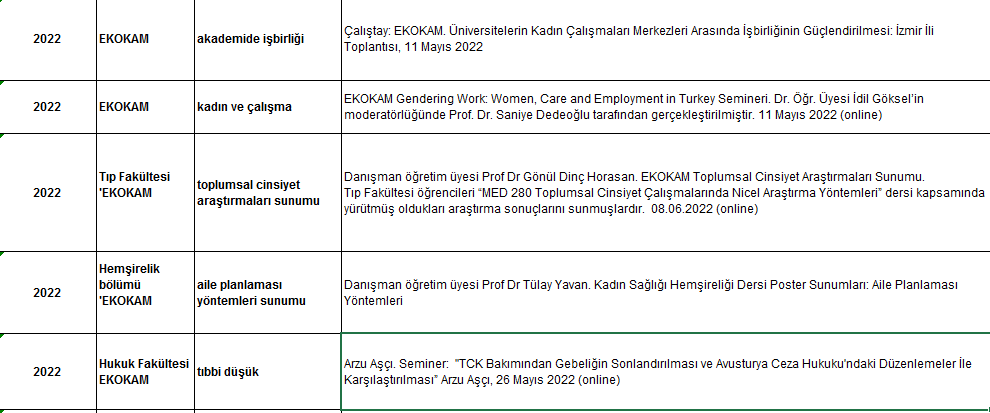 2022
EKOKAM
akademide işbirliği
Çalıştay: EKOKAM. Üniversitelerin Kadın Çalışmaları Merkezleri Arasında İşbirliğinin Güçlendirilmesi: İzmir İli
Toplantısı, 11 Mayıs 2022
2022
EKOKAM
kadın ve çalışma
EKOKAM Gendering Work: Women, Care and Employment in Turkey Semineri. Dr. Öğr. Üyesi İdil Göksel’in
moderatörlüğünde Prof. Dr. Saniye Dedeoğlu tarafından gerçekleştirilmiştir. 11 Mayıs 2022 (online)
2022
Tıp Fakültesi
'EKOKAM
toplumsal cinsiyet
araştırmaları sunumu
Danışman öğretim üyesi Prof Dr Gönül Dinç Horasan. EKOKAM Toplumsal Cinsiyet Araştırmaları Sunumu.
Tıp Fakültesi öğrencileri “MED 280 Toplumsal Cinsiyet Çalışmalarında Nicel Araştırma Yöntemleri” dersi kapsamında
yürütmüş oldukları araştırma sonuçlarını sunmuşlardır. 08.06.2022 (online)
2022
Hemşirelik
bölümü
'EKOKAM
aile planlaması
yöntemleri sunumu
Danışman öğretim üyesi Prof Dr Tülay Yavan. Kadın Sağlığı Hemşireliği Dersi Poster Sunumları: Aile Planlaması
Yöntemleri
2022
Hukuk Fakültesi
EKOKAM
tıbbi düşük
Arzu Aşçı. Seminer: "TCK Bakımından Gebeliğin Sonlandırılması ve Avusturya Ceza Hukuku'ndaki Düzenlemeler İle
Karşılaştırılması” Arzu Aşçı, 26 Mayıs 2022 (online)